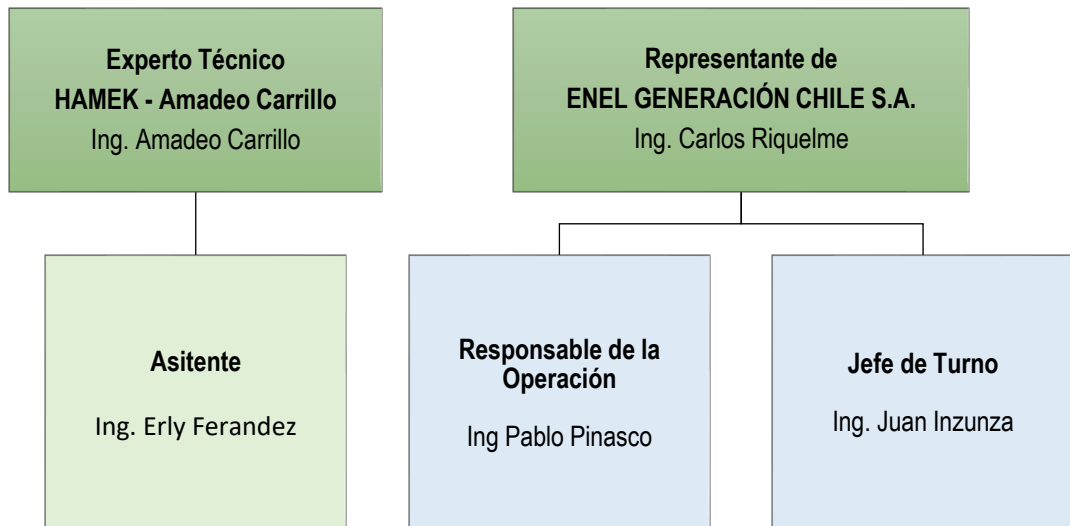 Experto Técnico
HAMEK - Amadeo Carrillo
Ing. Amadeo Carrillo
Representante de
ENEL GENERACIÓN CHILE S.A.
Ing. Carlos Riquelme
Asitente
Ing. Erly Ferandez
Responsable de la
Operación
Ing Pablo Pinasco
Jefe de Turno
Ing. Juan Inzunza